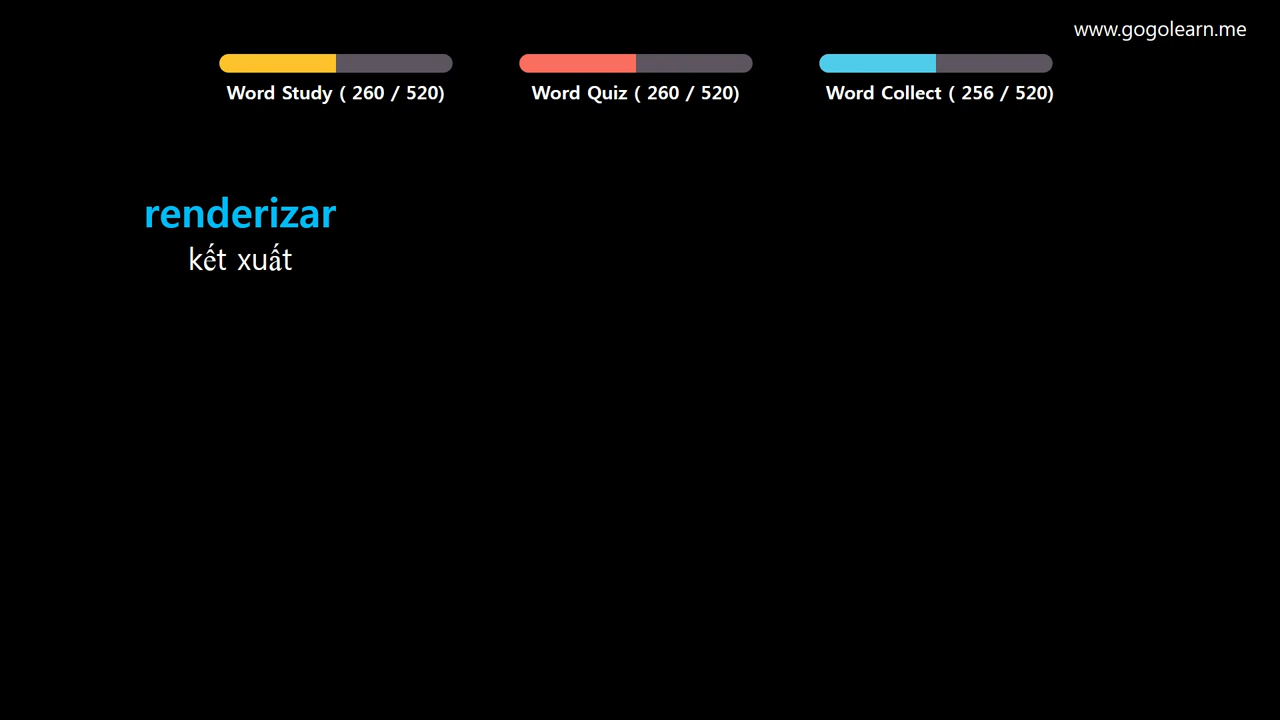 www.gogolearn.me
Word Study ( 260 / 520)
Word Quiz ( 260 / 520)
Word Collect ( 256 / 520)
renderizar
kết xuất